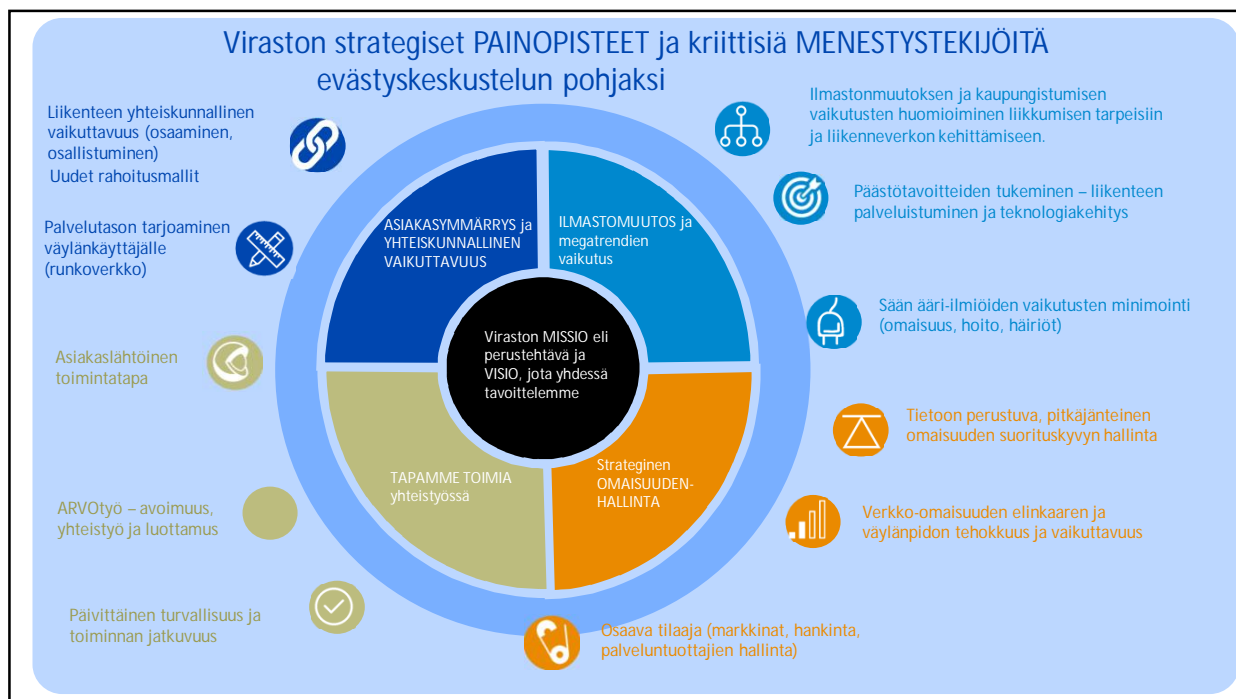 Viraston strategiset PAINOPISTEET ja kriittisiä MENESTYSTEKIJÖITÄ
evästyskeskustelun pohjaksi
Liikenteen yhteiskunnallinen
vaikuttavuus (osaaminen,
osallistuminen)
Uudet rahoitusmallit
Palvelutason tarjoaminen
väylänkäyttäjälle
(runkoverkko)
Asiakaslähtöinen
toimintatapa
ARVOtyö – avoimuus,
yhteistyö ja luottamus
Päivittäinen turvallisuus ja
toiminnan jatkuvuus
ASIAKASYMMÄRRYS ja
YHTEISKUNNALLINEN
VAIKUTTAVUUS
ILMASTOMUUTOS ja
megatrendien
vaikutus
Viraston MISSIO eli
perustehtävä ja
VISIO, jota yhdessä
tavoittelemme
TAPAMME TOIMIA
yhteistyössä
Strateginen
OMAISUUDEN-
HALLINTA
Ilmastonmuutoksen ja kaupungistumisen
vaikutusten huomioiminen liikkumisen tarpeisiin
ja liikenneverkon kehittämiseen.
Päästötavoitteiden tukeminen – liikenteen
palveluistuminen ja teknologiakehitys
Sään ääri-ilmiöiden vaikutusten minimointi
(omaisuus, hoito, häiriöt)
Tietoon perustuva, pitkäjänteinen
omaisuuden suorituskyvyn hallinta
Verkko-omaisuuden elinkaaren ja
väylänpidon tehokkuus ja vaikuttavuus
Osaava tilaaja (markkinat, hankinta,
palveluntuottajien hallinta)